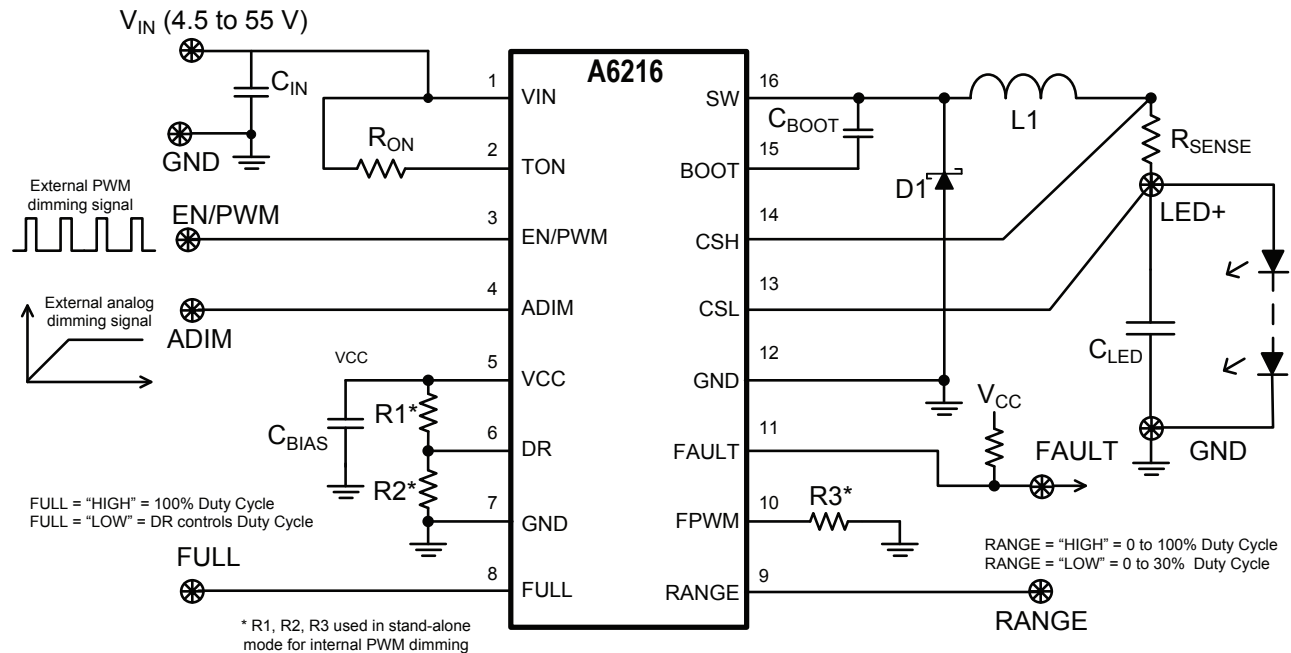 V_IN (4.5 to 55 V)
C_IN
GND
R_ON
External PWM
dimming signal
EN/PWM
External analog
dimming signal
ADIM
VCC
C_BIAS
R1*
R2*
FULL = “HIGH” = 100% Duty Cycle
FULL = “LOW” = DR controls Duty Cycle
FULL
* R1, R2, R3 used in stand-alone
mode for internal PWM dimming
A6216
1 VIN
2 TON
3 EN/PWM
4 ADIM
5 VCC
6 DR
7 GND
8 FULL
SW 16
BOOT 15
CSH 14
CSL 13
GND 12
FAULT 11
FPWM 10
RANGE 9
C_BOOT
D1
L1
R_SENSE
LED+
C_LED
GND
V_CC
FAULT
R3*
RANGE = “HIGH” = 0 to 100% Duty Cycle
RANGE = “LOW” = 0 to 30% Duty Cycle
RANGE